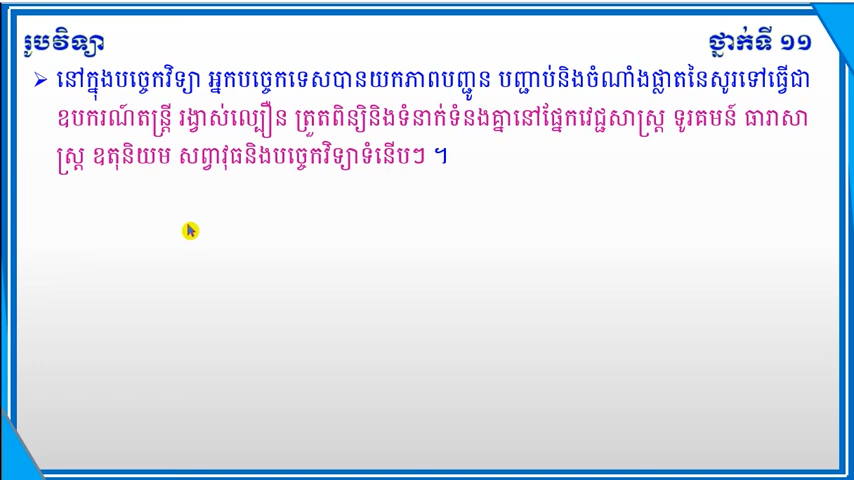 រូបវិទ្យា
ថ្នាក់ទី ១១
➢ នៅក្នុងបច្ចេកវិទ្យា អ្នកបច្ចេកទេសបានយកភាពបញ្ជូន បញ្ជាប់និងចំណាំងផ្លាតនៃសូរទៅធ្វើជា
ឧបករណ៍តន្ត្រី រង្វាស់ល្បឿន ត្រួតពិន្យិនិងទំនាក់ទំនងគ្នានៅផ្នែកវេជ្ជសាស្ត្រ ទូរគមន៍ ធារាសា
ស្ត្រ ឧតុនិយម សព្វាវុធនិងបច្ចេកវិទ្យាទំនើបៗ ។